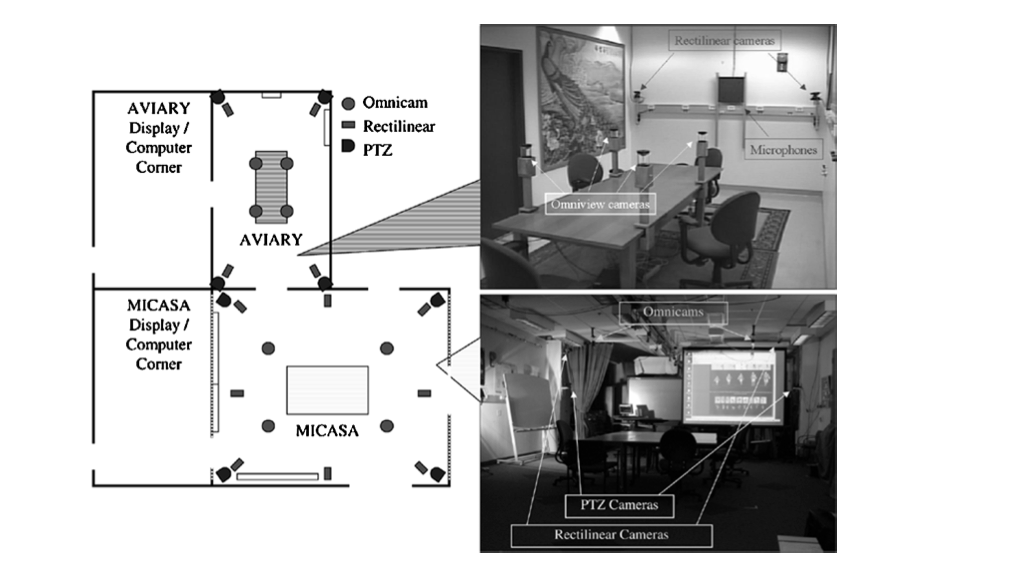 AVIARY
Display /
Computer
Corner
Omnicam
Rectilinear
PTZ
AVIARY
MICASA
Display /
Computer
Corner
MICASA
Rectilinear cameras
Microphones
Omniview cameras
Omnicams
PTZ Cameras
Rectilinear Cameras